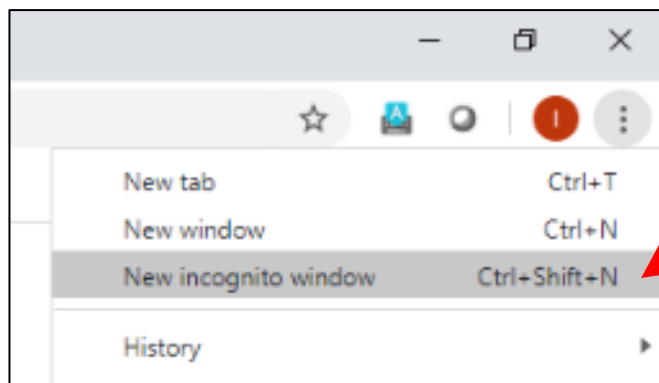 A
I
New tab Ctrl+T
New window Ctrl+N
New incognito window Ctrl+Shift+N
History